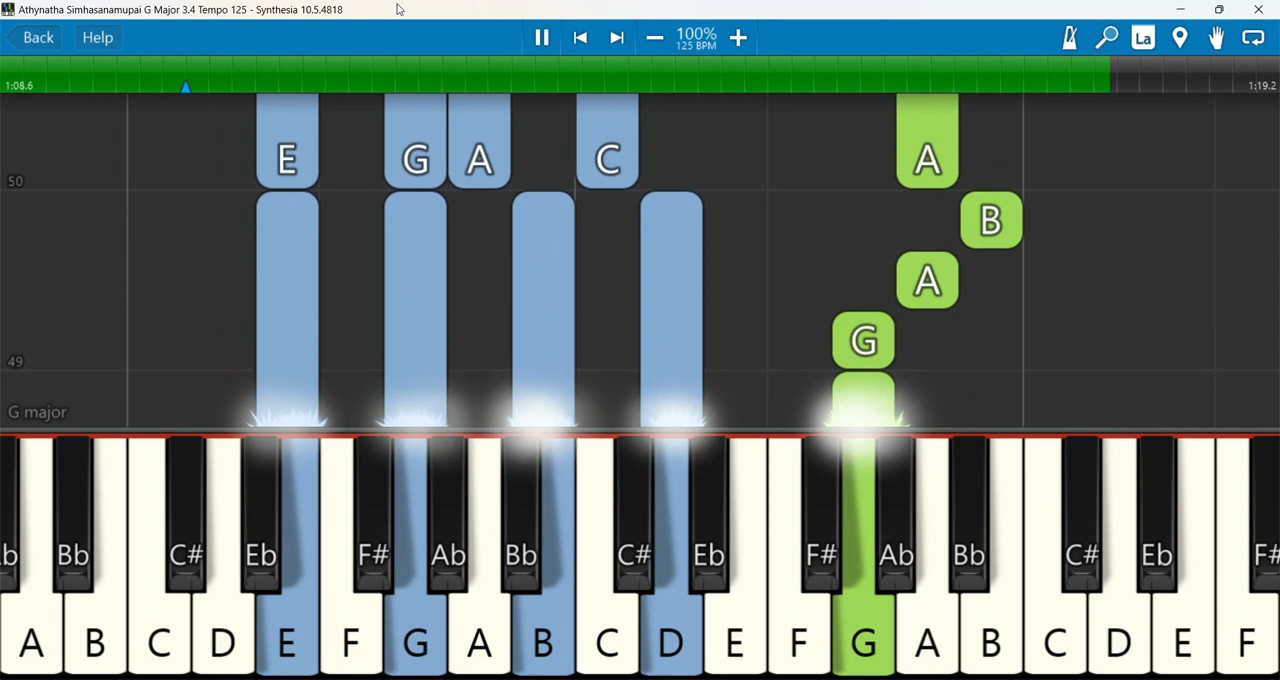 Athynatha Simhasanamupai G Major 3.4 Tempo 125 - Synthesia 10.5.4818
Back Help 100% La
125 BPM
1:08.6 1:19.2
E G A C A
50
B
A
G
49
G major
b Bb C# Eb F# Ab Bb C# Eb F# Ab Bb C# Eb F#
A B C D E F G A B C D E F G A B C D E F